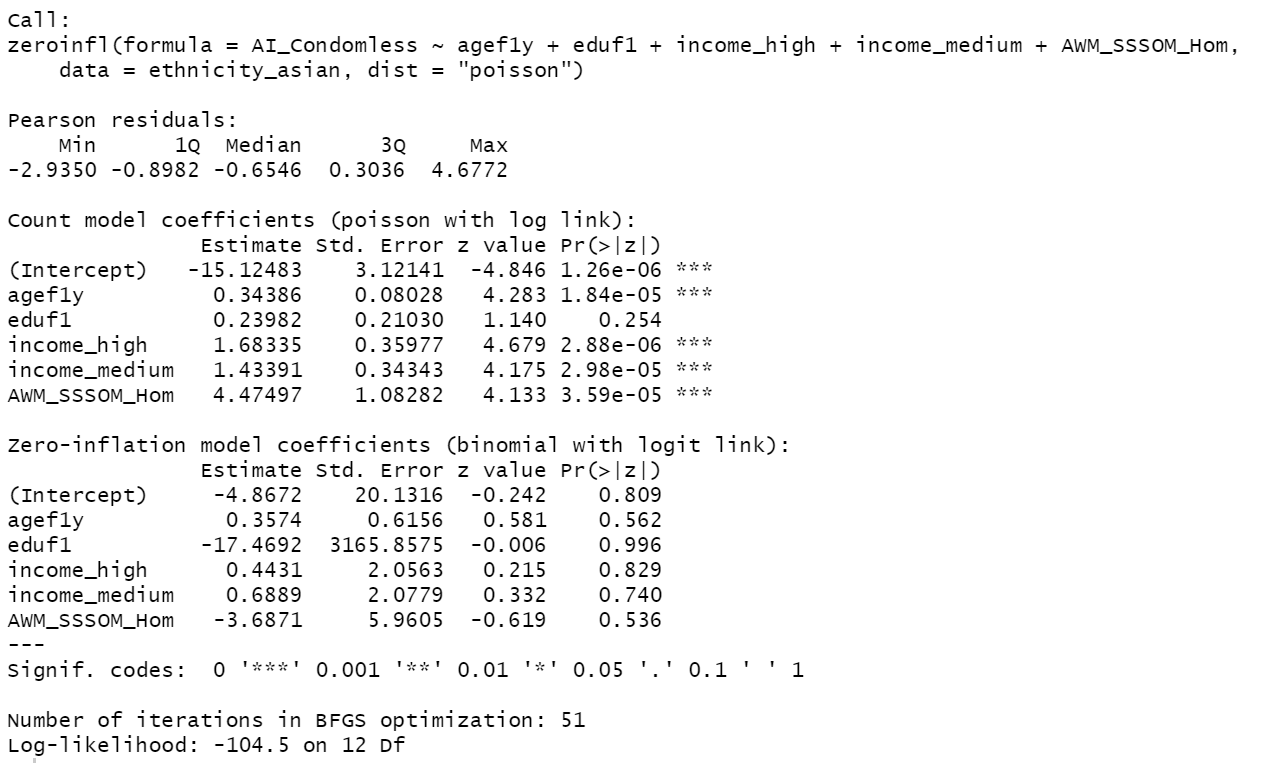 Call:
zeroinfl(formula = AI_Condomless ~ agef1y + eduf1 + income_high + income_medium + AWM_SSSOM_Hom,
    data = ethnicity_asian, dist = "poisson")

Pearson residuals:
    Min      1Q  Median      3Q     Max
-2.9350 -0.8982 -0.6546  0.3036  4.6772

Count model coefficients (poisson with log link):
               Estimate Std. Error z value Pr(>|z|)
(Intercept)   -15.12483    3.12141  -4.846 1.26e-06 ***
agef1y          0.34386    0.08028   4.283 1.84e-05 ***
eduf1           0.23982    0.21030   1.140    0.254
income_high     1.68335    0.35977   4.679 2.88e-06 ***
income_medium   1.43391    0.34343   4.175 2.98e-05 ***
AWM_SSSOM_Hom   4.47497    1.08282   4.133 3.59e-05 ***

Zero-inflation model coefficients (binomial with logit link):
               Estimate Std. Error z value Pr(>|z|)
(Intercept)     -4.8672    20.1316  -0.242    0.809
agef1y           0.3574     0.6156   0.581    0.562
eduf1          -17.4692  3165.8575  -0.006    0.996
income_high      0.4431     2.0563   0.215    0.829
income_medium    0.6889     2.0779   0.332    0.740
AWM_SSSOM_Hom   -3.6871     5.9605  -0.619    0.536
---
Signif. codes:  0 '***' 0.001 '**' 0.01 '*' 0.05 '.' 0.1 ' ' 1

Number of iterations in BFGS optimization: 51
Log-likelihood: -104.5 on 12 Df